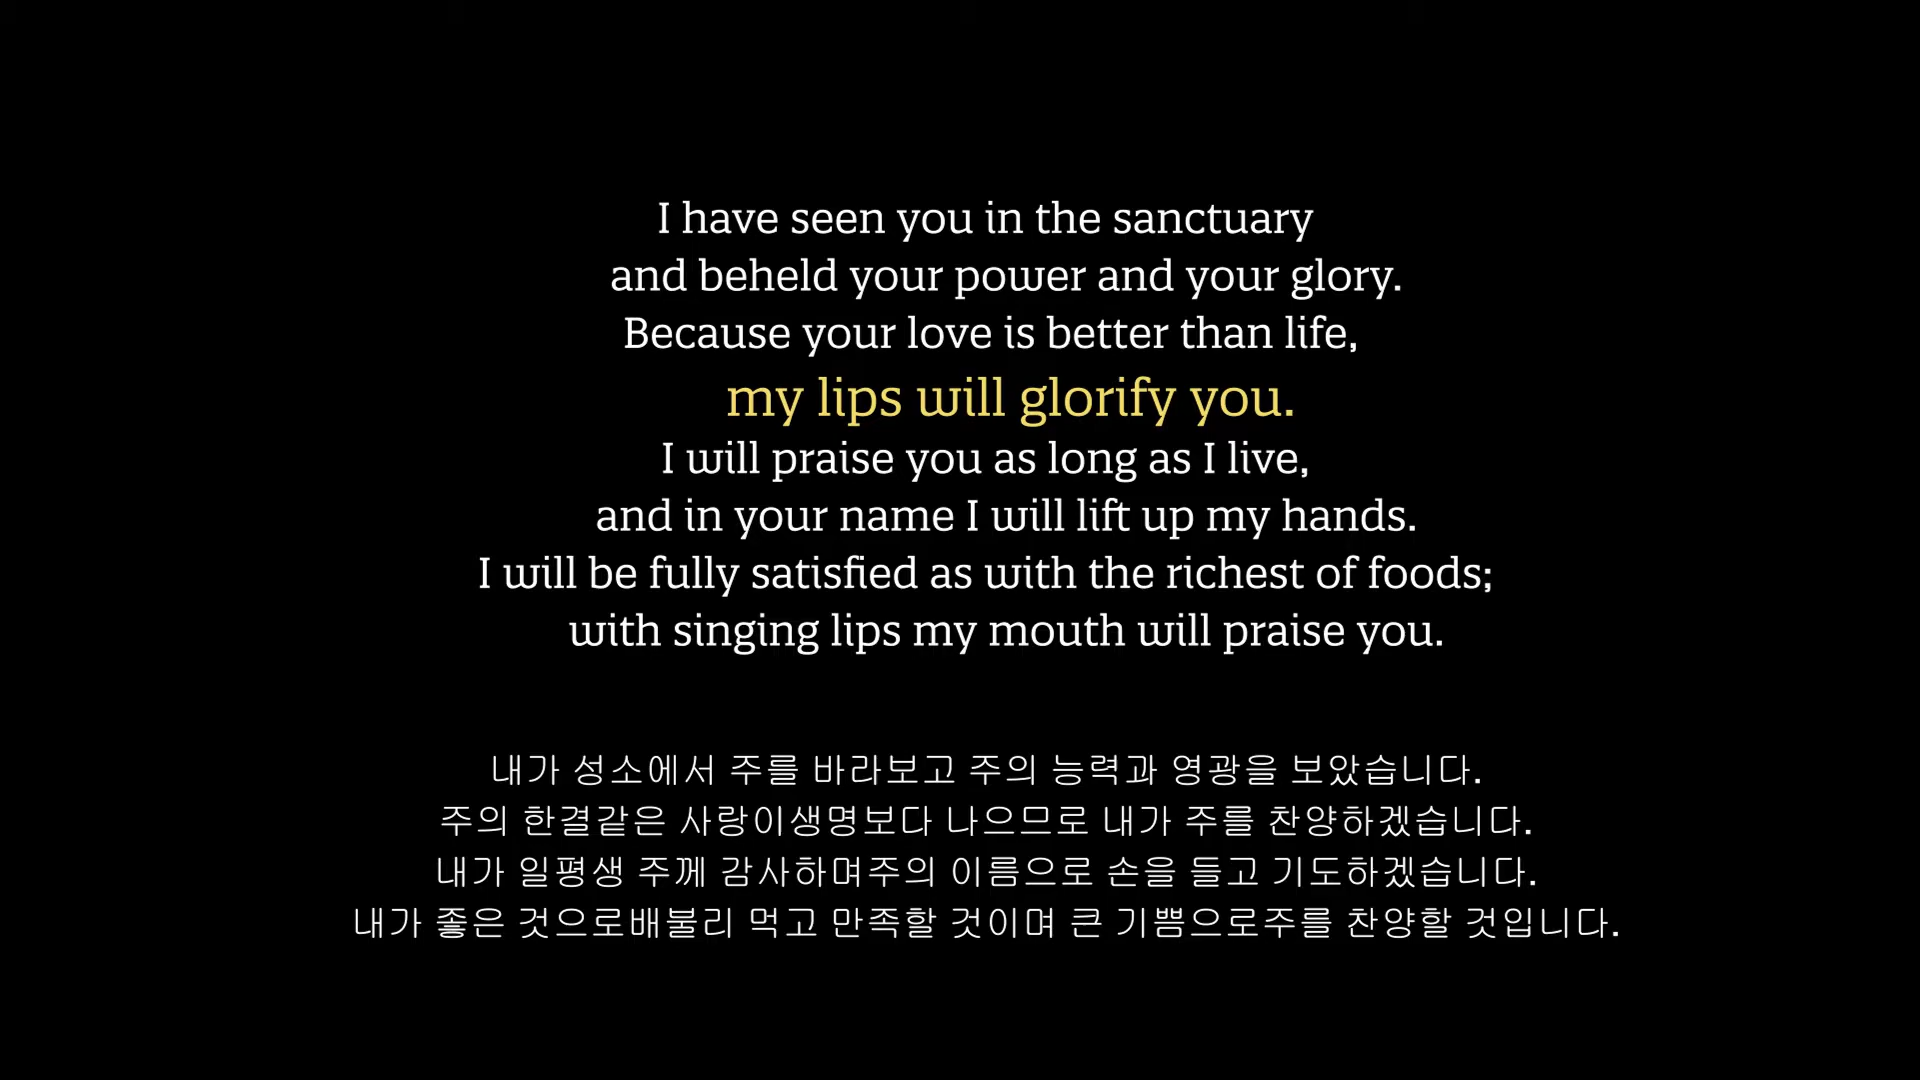 I have seen you in the sanctuary
and beheld your power and your glory.
Because your love is better than life,
my lips will glorify you.
I will praise you as long as I live,
and in your name I will lift up my hands.
I will be fully satisfied as with the richest of foods;
with singing lips my mouth will praise you.
내가 성소에서 주를 바라보고 주의 능력과 영광을 보았습니다.
주의 한결같은 사랑이생명보다 나으므로 내가 주를 찬양하겠습니다.
내가 일평생 주께 감사하며주의 이름으로 손을 들고 기도하겠습니다.
내가 좋은 것으로배불리 먹고 만족할 것이며 큰 기쁨으로주를 찬양할 것입니다.